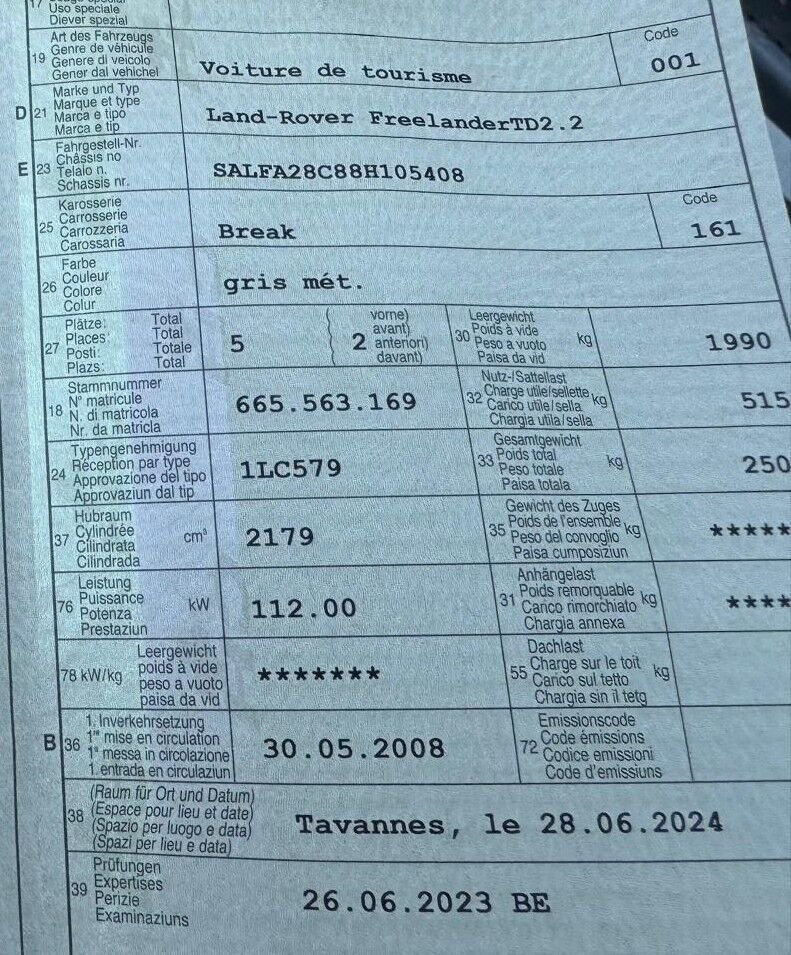 17
Uso speciale
Diever spezial
19
Art des Fahrzeugs
Genre de véhicule
Genere di veicolo
Gener dal vehichel
Voiture de tourisme
Code
001
D 21
Marke und Typ
Marque et type
Marca e tipo
Marca e tip
Land-Rover FreelanderTD2.2
E 23
Fahrgestell-Nr.
Châssis no
Telaio n.
Schassis nr.
SALFA28C88H105408
25
Karosserie
Carrosserie
Carrozzeria
Carossaria
Break
Code
161
26
Farbe
Couleur
Colore
Colur
gris mét.
27
Plätze: Total
Places: Total
Posti: Totale
Plazs: Total
5
2
vorne)
avant)
anteriori)
davant)
30
Leergewicht
Poids à vide
Peso a vuoto
Paisa da vid
kg
1990
18
Stammnummer
N° matricule
N. di matricola
Nr. da matricla
665.563.169
32
Nutz-/Sattellast
Charge utile/sellette
Carico utile/sella
Chargia utila/sella
kg
515
24
Typengenehmigung
Réception par type
Approvazione del tipo
Approvaziun dal tip
1LC579
33
Gesamtgewicht
Poids total
Peso totale
Paisa totala
kg
250
37
Hubraum
Cylindrée
Cilindrata
Cilindrada
cm³
2179
35
Gewicht des Zuges
Poids de l'ensemble
Peso del convoglio
Paisa cumposiziun
kg
*****
76
Leistung
Puissance
Potenza
Prestaziun
kW
112.00
31
Anhängelast
Poids remorquable
Carico rimorchiato
Chargia annexa
kg
****
78 kW/kg
Leergewicht
poids à vide
peso a vuoto
paisa da vid
*******
55
Dachlast
Charge sur le toit
Carico sul tetto
Chargia sin il tetg
kg
B 36
1. Inverkehrsetzung
1re mise en circulation
1a messa in circolazione
1. entrada en circulaziun
30.05.2008
72
Emissionscode
Code émissions
Codice emissioni
Code d'emissiuns
38
(Raum für Ort und Datum)
(Espace pour lieu et date)
(Spazio per luogo e data)
(Spazi per lieu e data)
Tavannes, le 28.06.2024
39
Prüfungen
Expertises
Perizie
Examinaziuns
26.06.2023 BE